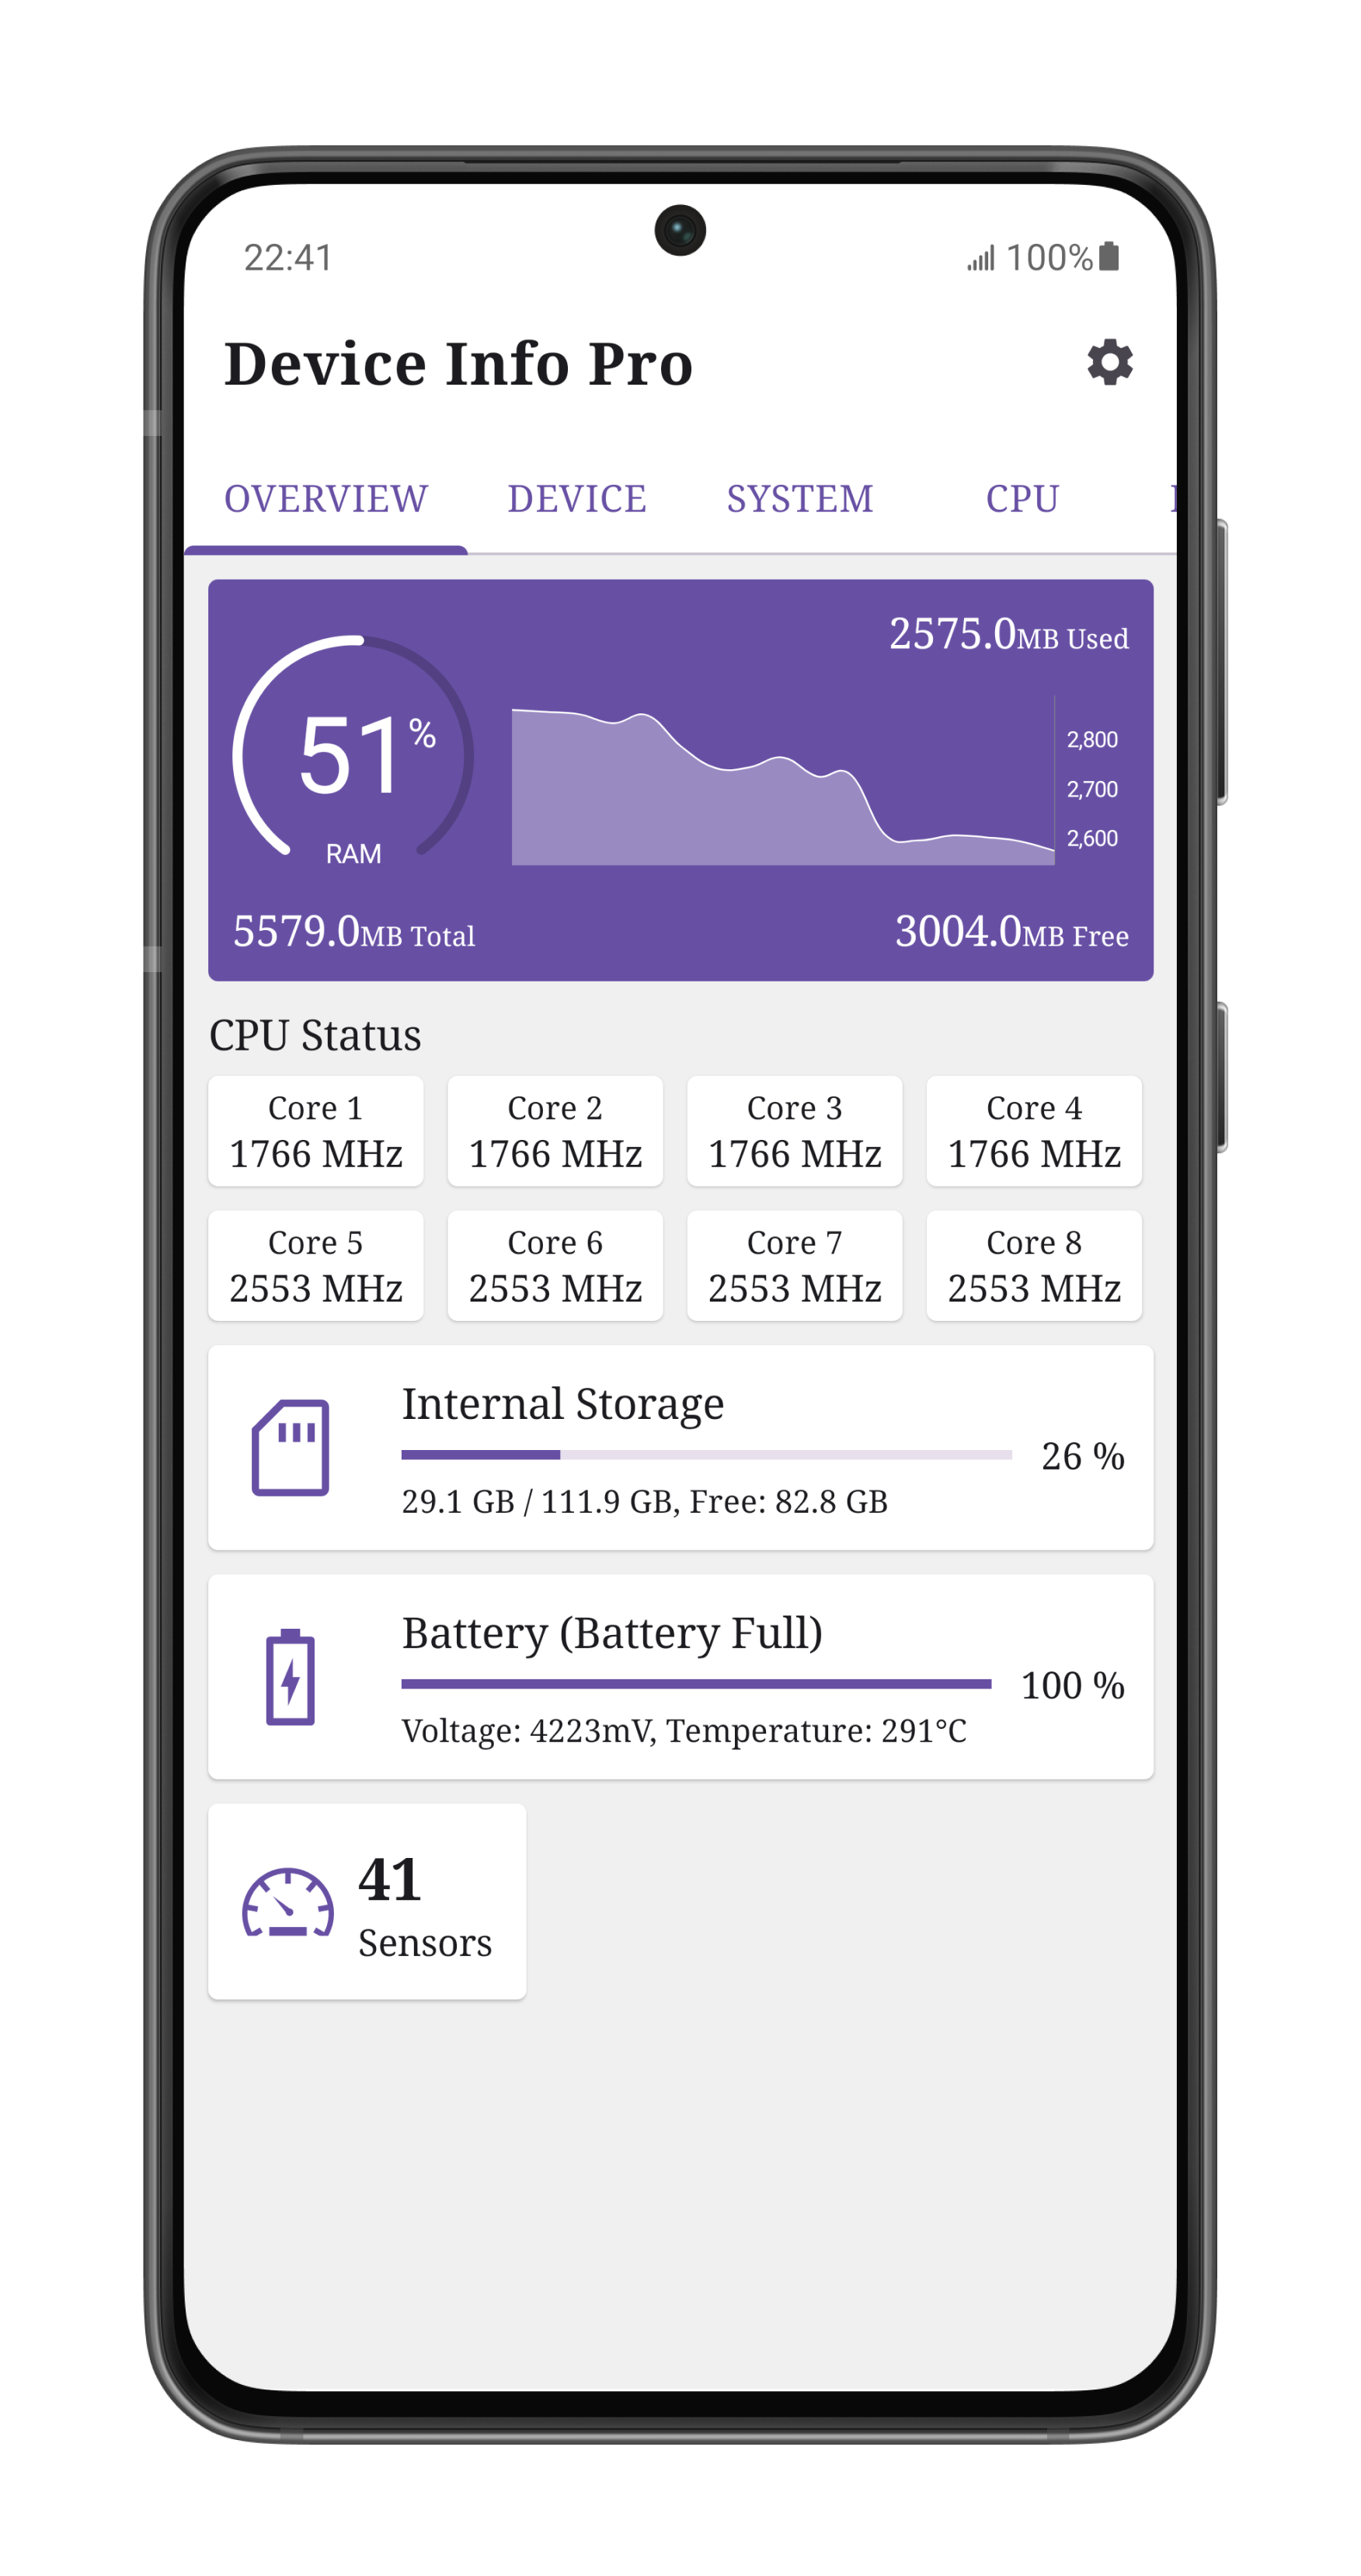 22:41
100%
Device Info Pro
OVERVIEW DEVICE SYSTEM CPU
2575.0MB Used
51%
RAM
2,800
2,700
2,600
5579.0MB Total
3004.0MB Free
CPU Status
Core 1 Core 2 Core 3 Core 4
1766 MHz 1766 MHz 1766 MHz 1766 MHz
Core 5 Core 6 Core 7 Core 8
2553 MHz 2553 MHz 2553 MHz 2553 MHz
Internal Storage
26 %
29.1 GB / 111.9 GB, Free: 82.8 GB
Battery (Battery Full)
100 %
Voltage: 4223mV, Temperature: 291°C
41
Sensors